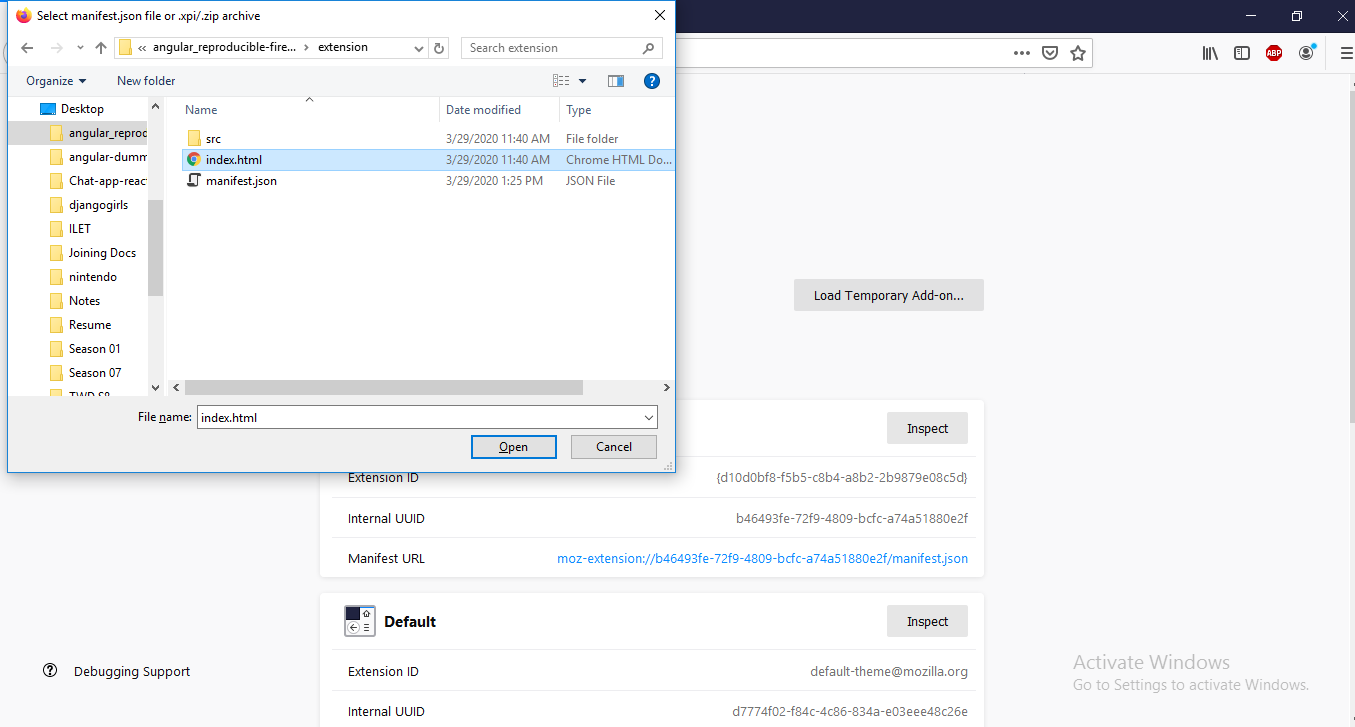 Select manifest.json file or .xpi/.zip archive
« angular_reproducible-fire... › extension
Search extension
Organize
New folder
Desktop
angular_reprod
angular-dumm
Chat-app-reac
djangogirls
ILET
Joining Docs
nintendo
Notes
Resume
Season 01
Season 07
TWD S8
Name Date modified Type
src 3/29/2020 11:40 AM File folder
index.html 3/29/2020 11:40 AM Chrome HTML Do...
manifest.json 3/29/2020 1:25 PM JSON File
File name: index.html
Open Cancel
ABP
Load Temporary Add-on...
Inspect
Extension ID {d10d0bf8-f5b5-c8b4-a8b2-2b9879e08c5d}
Internal UUID b46493fe-72f9-4809-bcfc-a74a51880e2f
Manifest URL moz-extension://b46493fe-72f9-4809-bcfc-a74a51880e2f/manifest.json
Default Inspect
Extension ID default-theme@mozilla.org
Internal UUID d7774f02-f84c-4c86-834a-e03eee48c26e
Debugging Support
Activate Windows
Go to Settings to activate Windows.